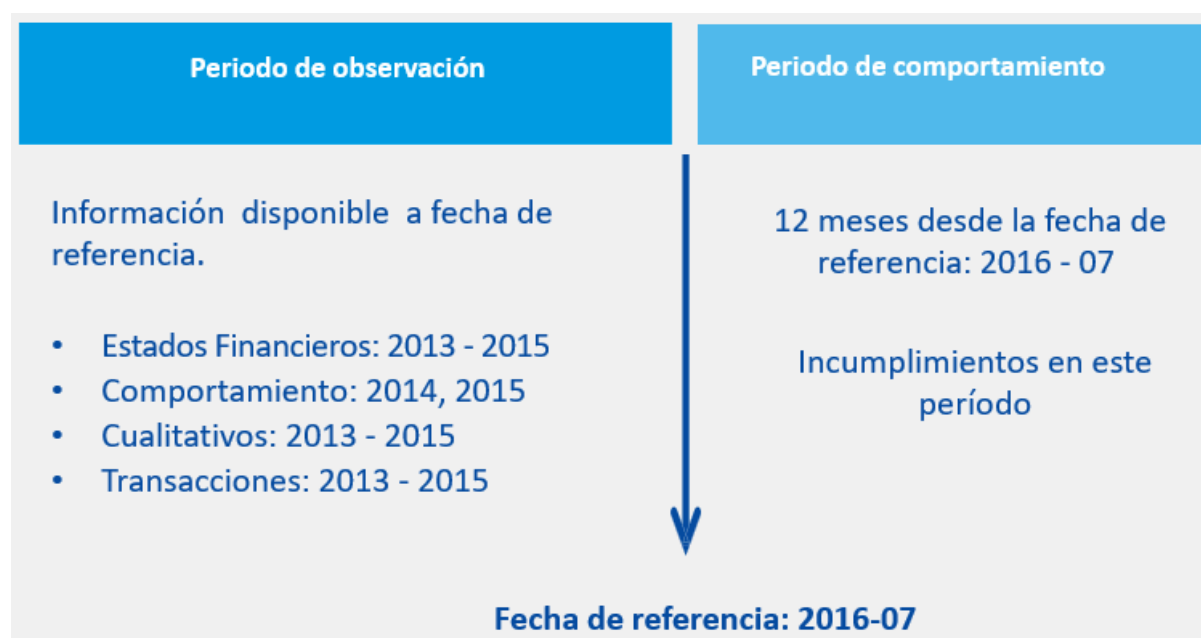 Periodo de observación
Periodo de comportamiento
Información disponible a fecha de
referencia.
• Estados Financieros: 2013 - 2015
• Comportamiento: 2014, 2015
• Cualitativos: 2013 - 2015
• Transacciones: 2013 - 2015
12 meses desde la fecha de
referencia: 2016 - 07
Incumplimientos en este
período
Fecha de referencia: 2016-07